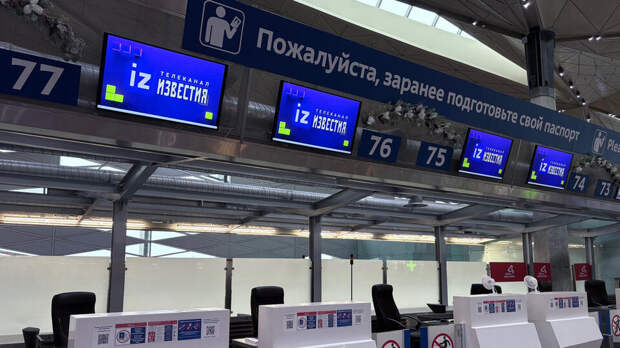 Пожалуйста, заранее подготовьте свой паспорт
Plea
77
iz ТЕЛЕКАНАЛ
ИЗВЕСТИЯ
iz ТЕЛЕКАНАЛ
ИЗВЕСТИЯ
76
75
iz ТЕЛЕКАНАЛ
ИЗВЕСТИЯ
iz ТЕЛЕКАНАЛ
ИЗВЕСТИЯ
74
73